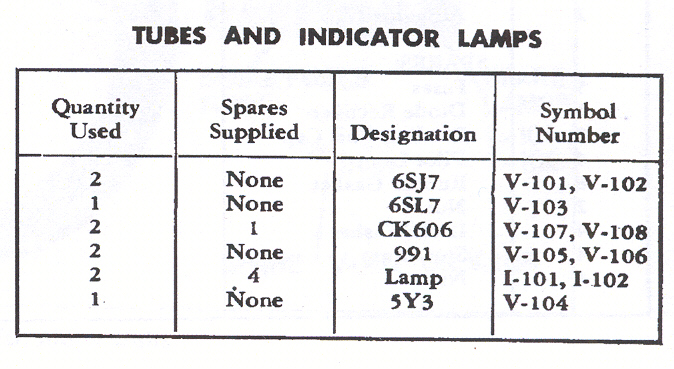 TUBES AND INDICATOR LAMPS
Quantity Used Spares Supplied Designation Symbol Number
2 None 6SJ7 V-101, V-102
1 None 6SL7 V-103
2 1 CK606 V-107, V-108
2 None 991 V-105, V-106
2 4 Lamp I-101, I-102
1 None 5Y3 V-104